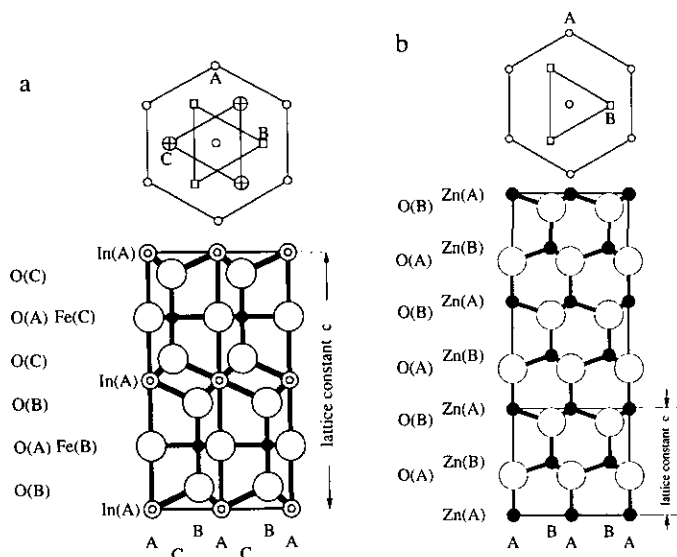 a
A
B
C
In(A)
O(C)
O(A) Fe(C)
O(C)
In(A)
O(B)
O(A) Fe(B)
O(B)
In(A)
lattice constant c
A B A B A
C C
b
A
B
Zn(A)
O(B)
Zn(B)
O(A)
Zn(A)
O(B)
Zn(B)
O(A)
Zn(A)
O(B)
Zn(B)
O(A)
Zn(A)
lattice constant c
A B A B A